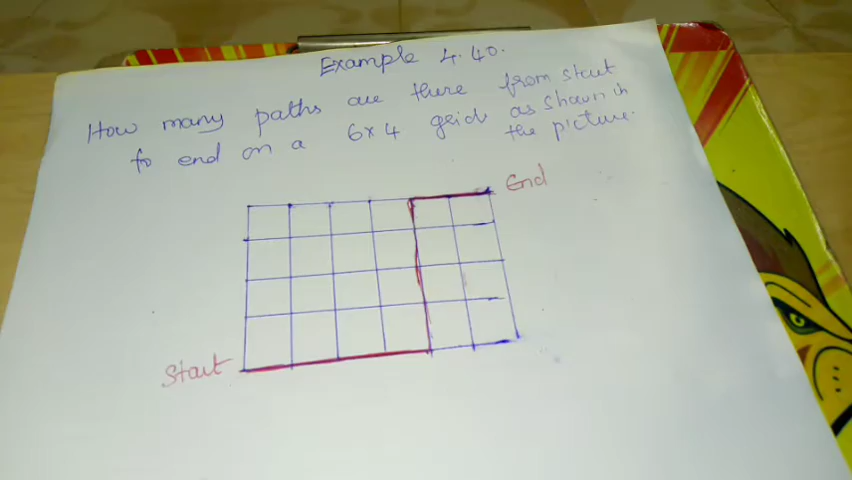 Example 4.40.
How many paths are there from start
to end on a 6x4 grid as shown in
the picture.
End
Start